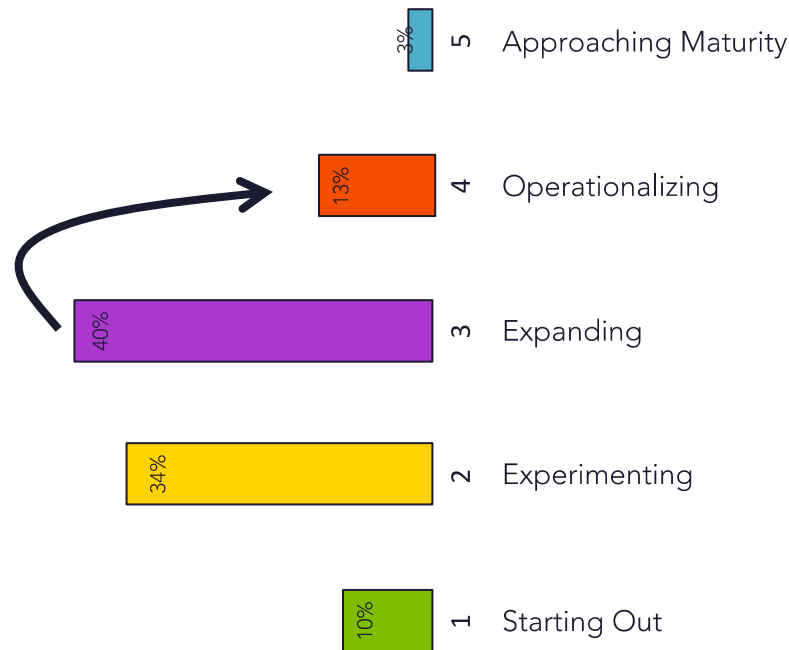 3%
5
Approaching Maturity
13%
4
Operationalizing
40%
3
Expanding
34%
2
Experimenting
10%
1
Starting Out